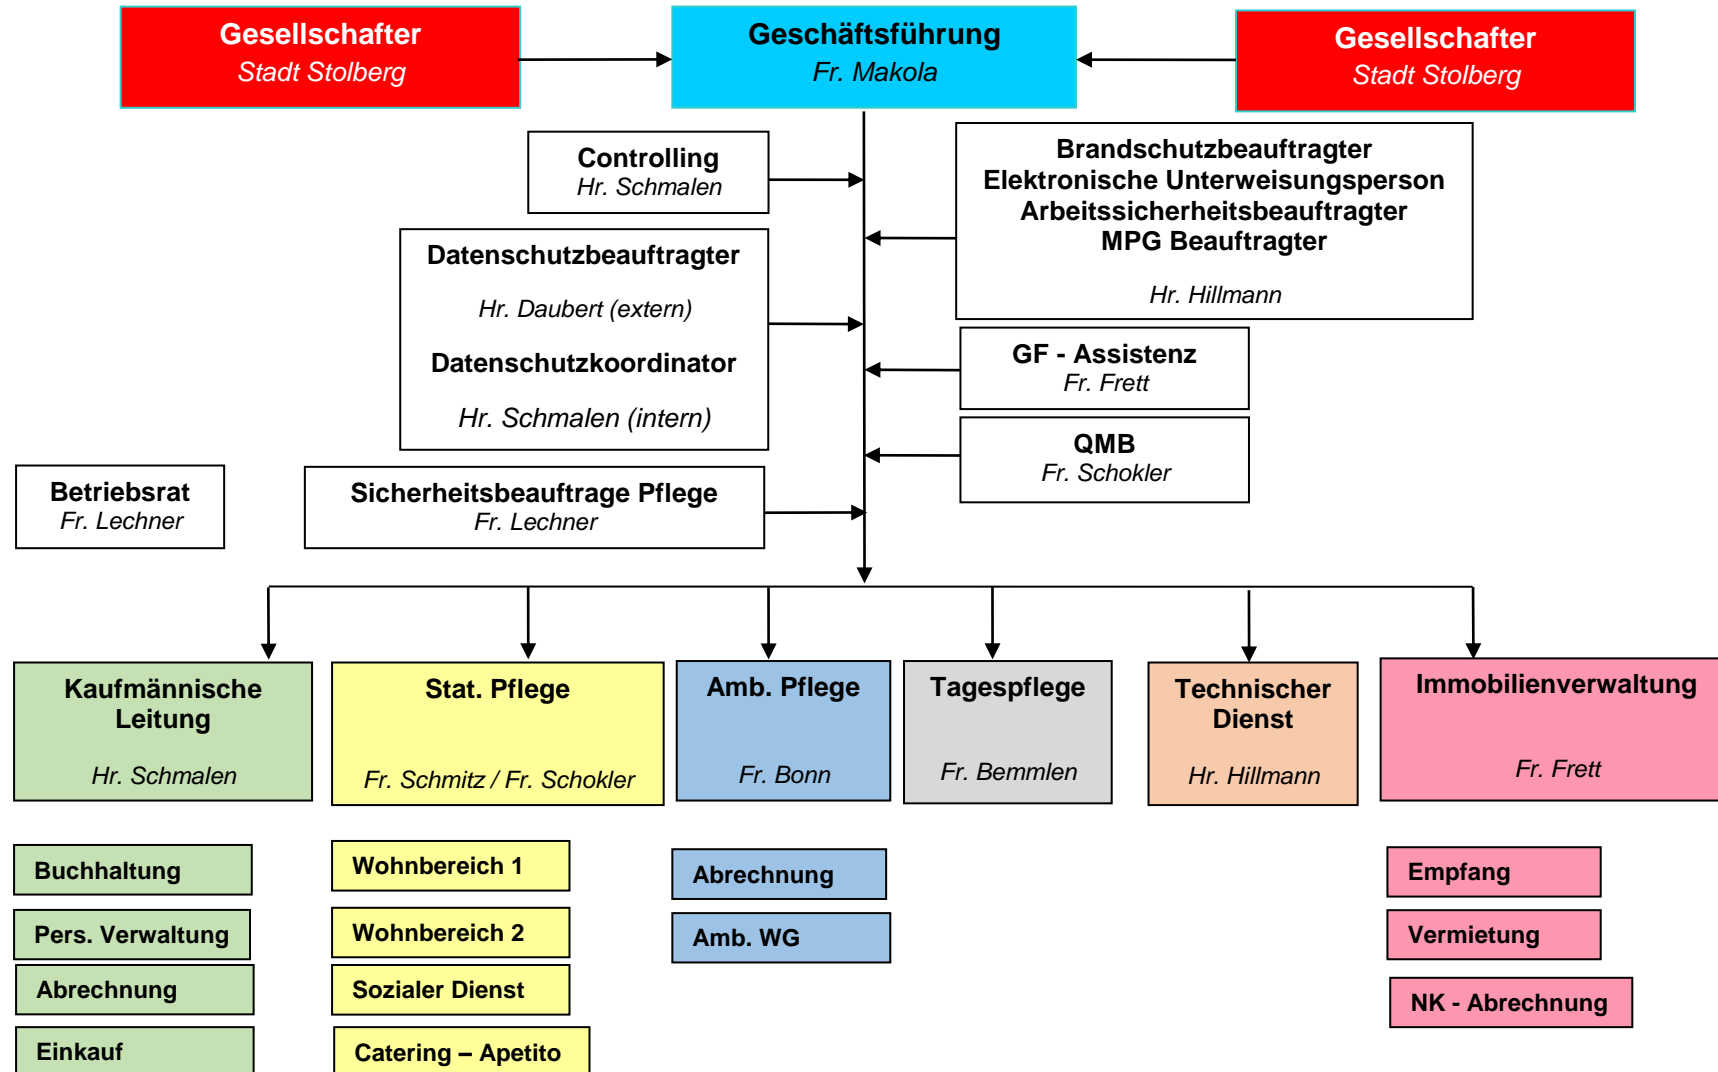 Gesellschafter
Stadt Stolberg
Geschäftsführung
Fr. Makola
Gesellschafter
Stadt Stolberg
Controlling
Hr. Schmalen
Brandschutzbeauftragter
Elektronische Unterweisungsperson
Arbeitssicherheitsbeauftragter
MPG Beauftragter
Hr. Hillmann
Datenschutzbeauftragter
Hr. Daubert (extern)
Datenschutzkoordinator
Hr. Schmalen (intern)
GF - Assistenz
Fr. Frett
QMB
Fr. Schokler
Betriebsrat
Fr. Lechner
Sicherheitsbeauftrage Pflege
Fr. Lechner
Kaufmännische
Leitung
Hr. Schmalen
Stat. Pflege
Fr. Schmitz / Fr. Schokler
Amb. Pflege
Fr. Bonn
Tagespflege
Fr. Bemmlen
Technischer
Dienst
Hr. Hillmann
Immobilienverwaltung
Fr. Frett
Buchhaltung
Pers. Verwaltung
Abrechnung
Einkauf
Wohnbereich 1
Wohnbereich 2
Sozialer Dienst
Catering – Apetito
Abrechnung
Amb. WG
Empfang
Vermietung
NK - Abrechnung